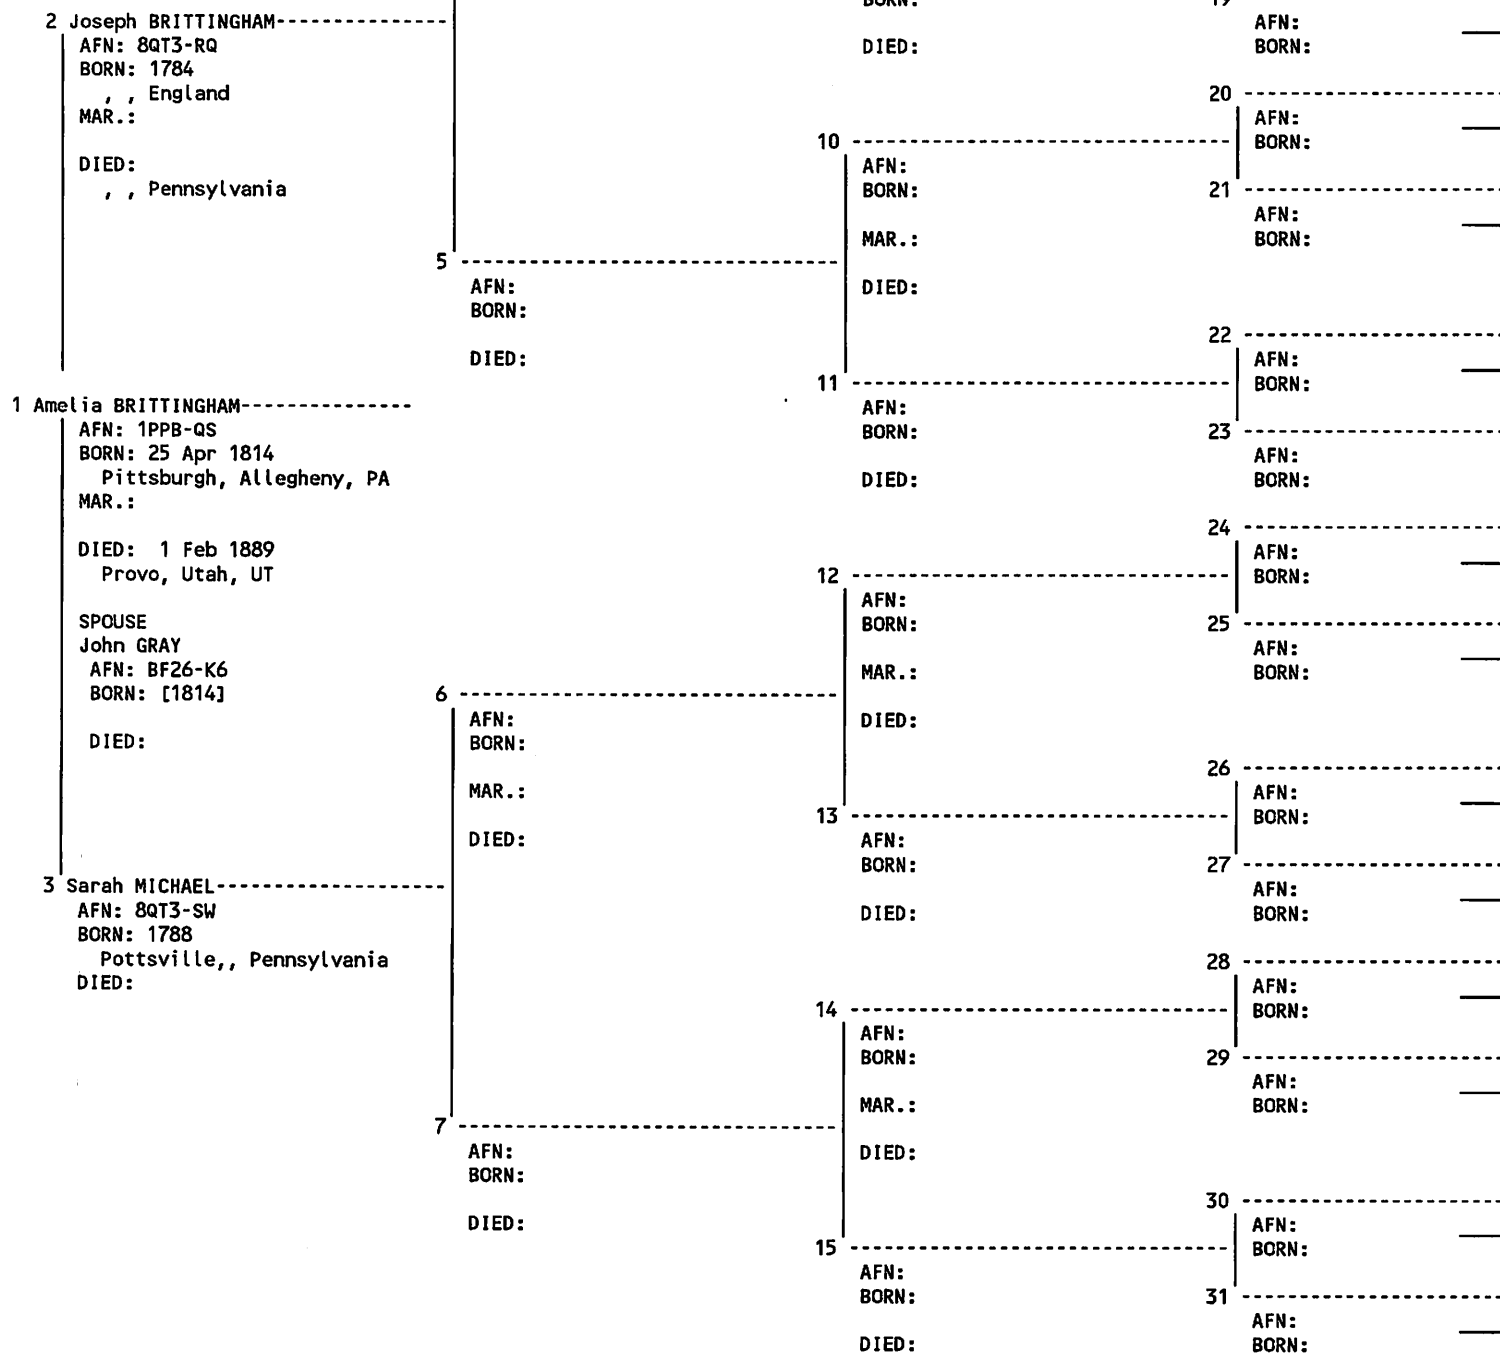 2 Joseph BRITTINGHAM
AFN: 8QT3-RQ
BORN: 1784
, , England
MAR.:
DIED:
, , Pennsylvania
1 Amelia BRITTINGHAM
AFN: 1PPB-QS
BORN: 25 Apr 1814
Pittsburgh, Allegheny, PA
MAR.:
DIED: 1 Feb 1889
Provo, Utah, UT
SPOUSE
John GRAY
AFN: BF26-K6
BORN: [1814]
DIED:
3 Sarah MICHAEL
AFN: 8QT3-SW
BORN: 1788
Pottsville,, Pennsylvania
DIED:
5
AFN:
BORN:
DIED:
6
AFN:
BORN:
MAR.:
DIED:
7
AFN:
BORN:
DIED:
BORN:
DIED:
10
AFN:
BORN:
MAR.:
DIED:
11
AFN:
BORN:
DIED:
12
AFN:
BORN:
MAR.:
DIED:
13
AFN:
BORN:
DIED:
14
AFN:
BORN:
MAR.:
DIED:
15
AFN:
BORN:
DIED:
19
AFN:
BORN:
20
AFN:
BORN:
21
AFN:
BORN:
22
AFN:
BORN:
23
AFN:
BORN:
24
AFN:
BORN:
25
AFN:
BORN:
26
AFN:
BORN:
27
AFN:
BORN:
28
AFN:
BORN:
29
AFN:
BORN:
30
AFN:
BORN:
31
AFN:
BORN: